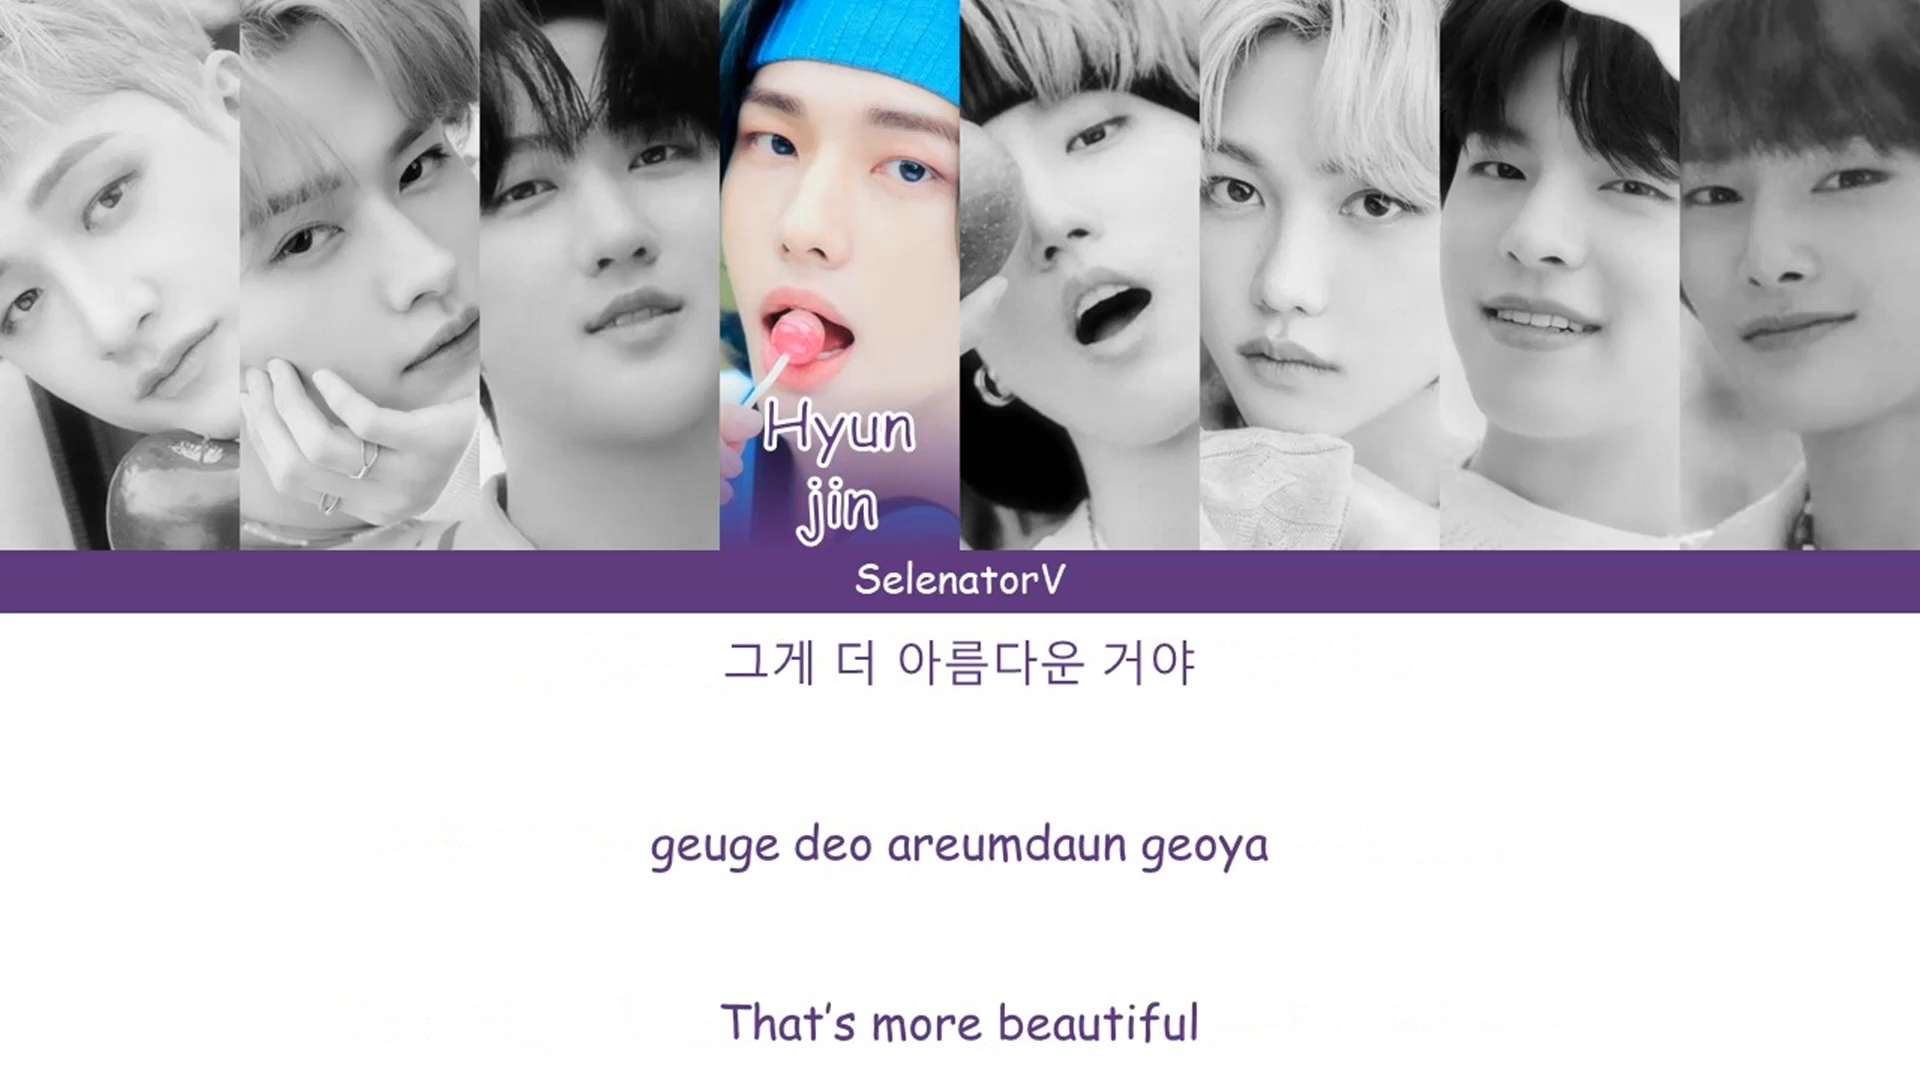 Hyun
jin
SelenatorV
그게 더 아름다운 거야
geuge deo areumdaun geoya
That's more beautiful